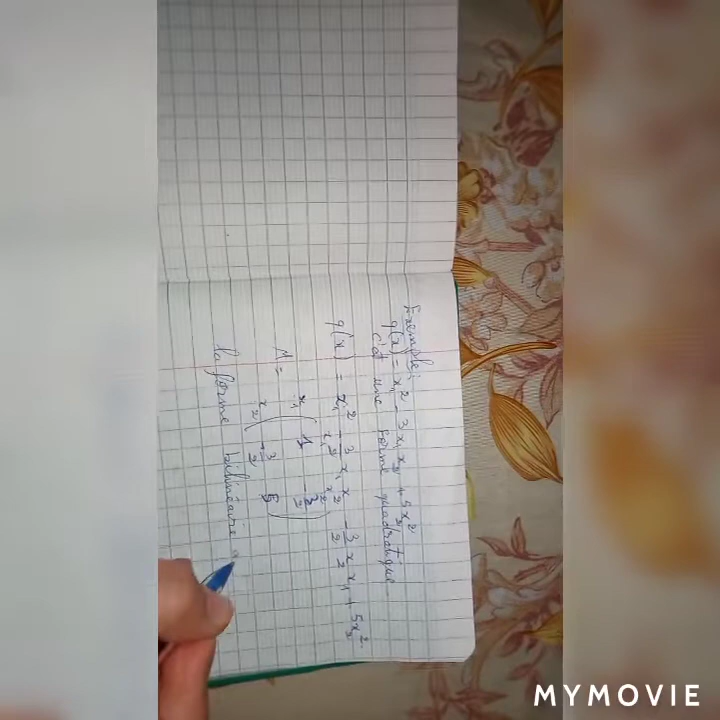 Exemple:
q(x) = x₁² - 3x₁x₂ + 5x₂²
C'est une forme quadratique
q(x) = x₁² - 3/2 x₁x₂ - 3/2 x₂x₁ + 5x₂²
x₁ x₂
M = x₁ ( 1 -3/2 )
x₂ ( -3/2 5 )
la forme bilinéaire
MYMOVIE